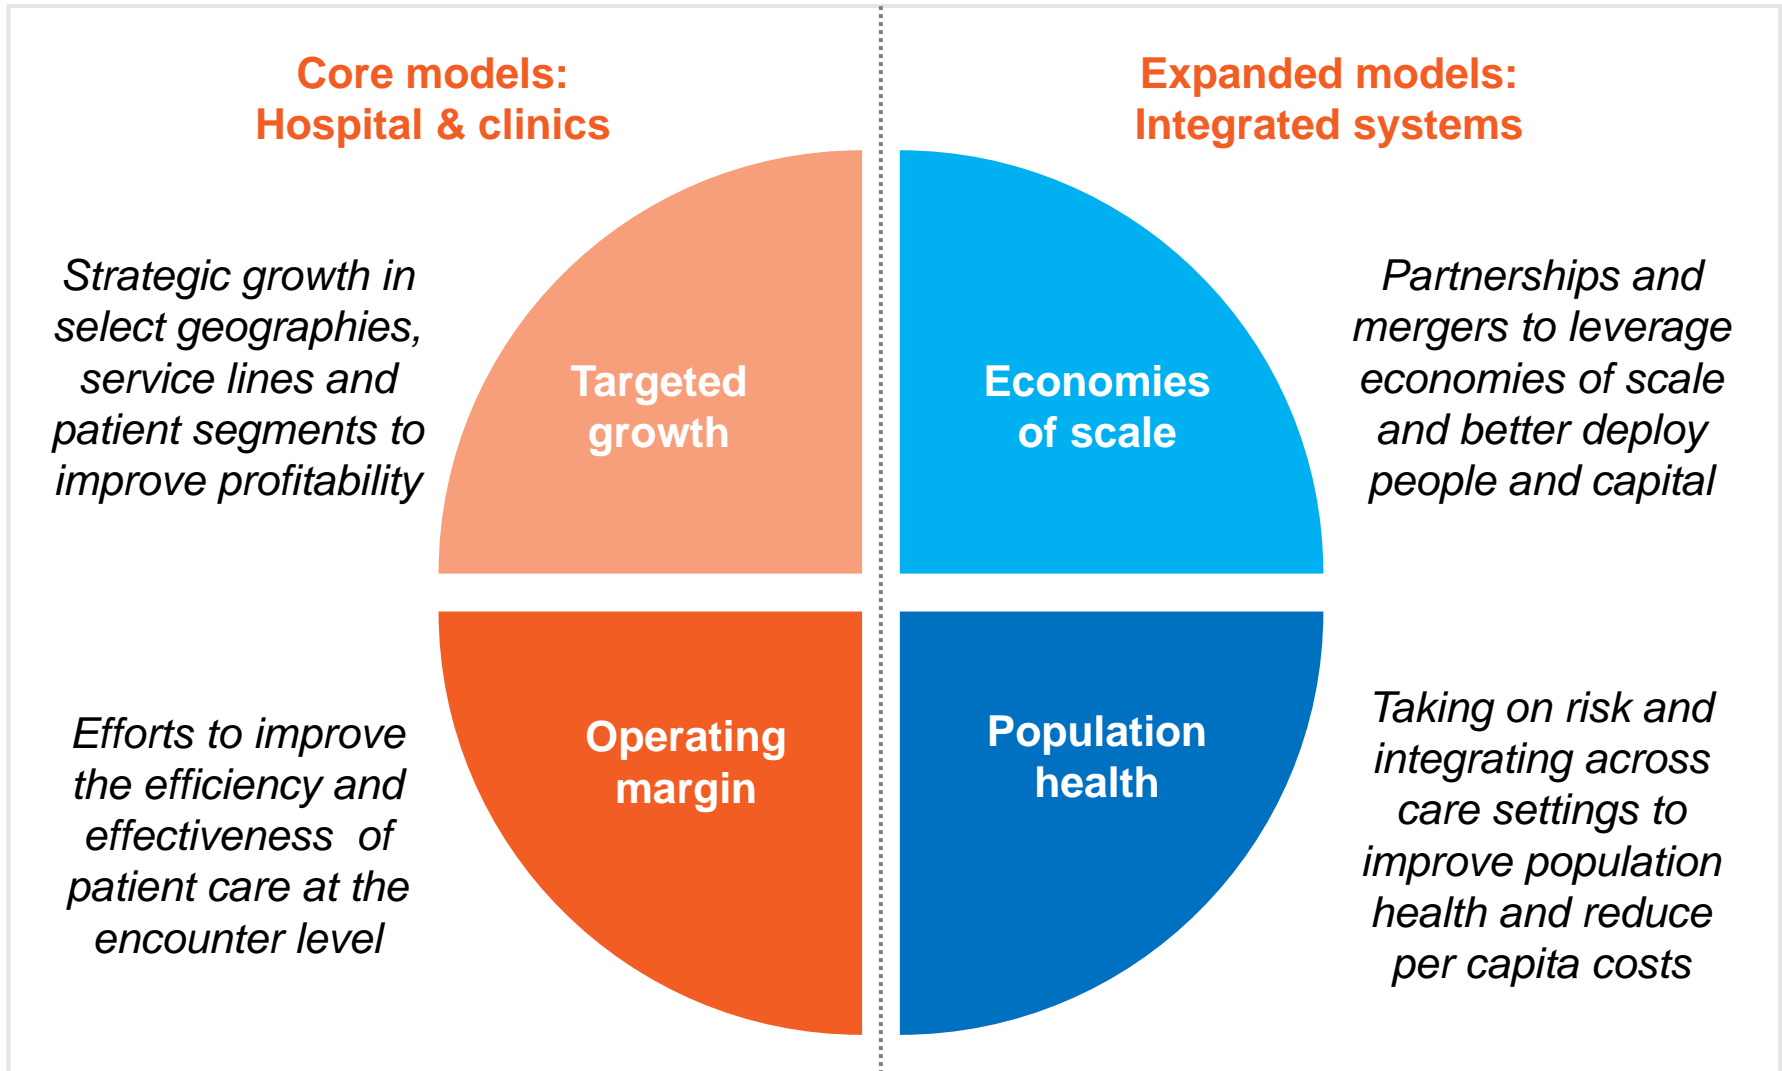 Core models:
Hospital & clinics
Strategic growth in
select geographies,
service lines and
patient segments to
improve profitability
Targeted
growth
Efforts to improve
the efficiency and
effectiveness  of
patient care at the
encounter level
Operating
margin
Expanded models:
Integrated systems
Economies
of scale
Partnerships and
mergers to leverage
economies of scale
and better deploy
people and capital
Population
health
Taking on risk and
integrating across
care settings to
improve population
health and reduce
per capita costs